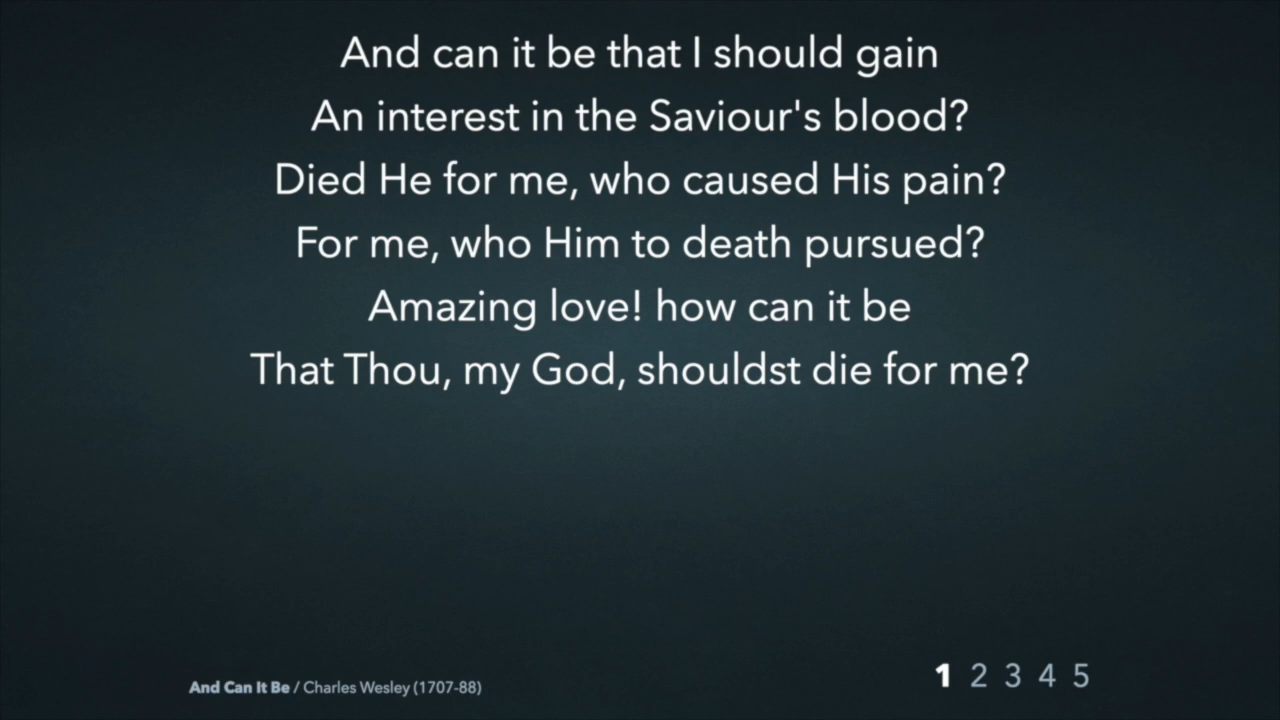 And can it be that I should gain
An interest in the Saviour's blood?
Died He for me, who caused His pain?
For me, who Him to death pursued?
Amazing love! how can it be
That Thou, my God, shouldst die for me?
And Can It Be / Charles Wesley (1707-88)
1 2 3 4 5